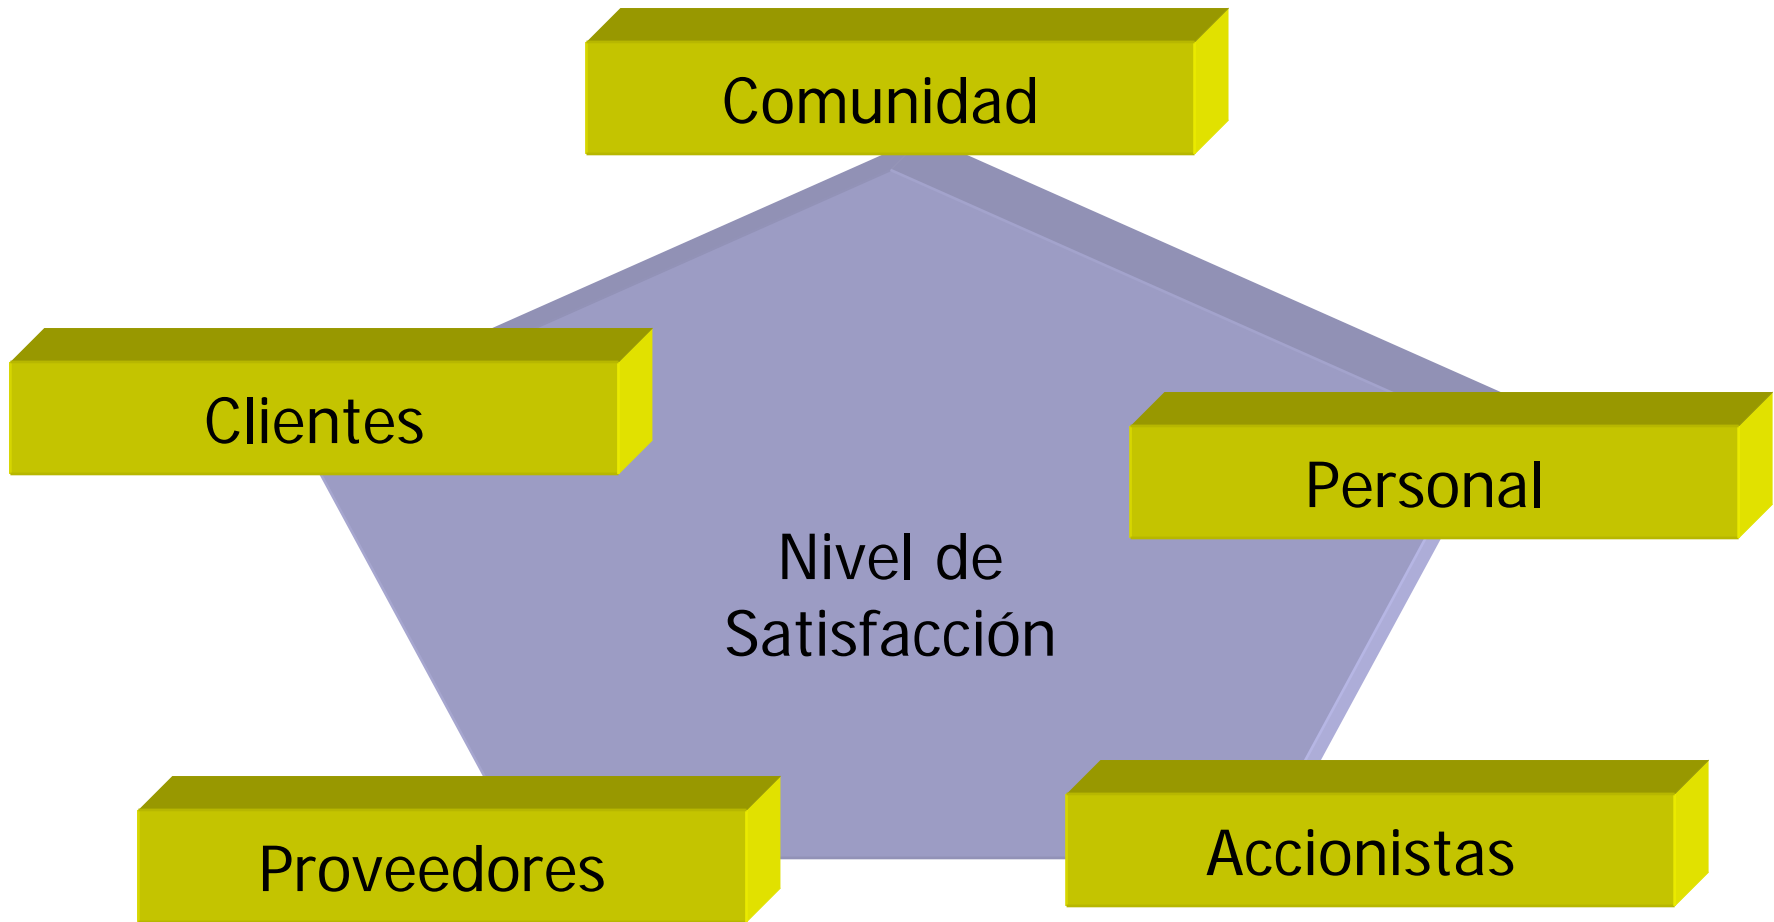 Comunidad
Clientes
Personal
Nivel de
Satisfacción
Proveedores
Accionistas